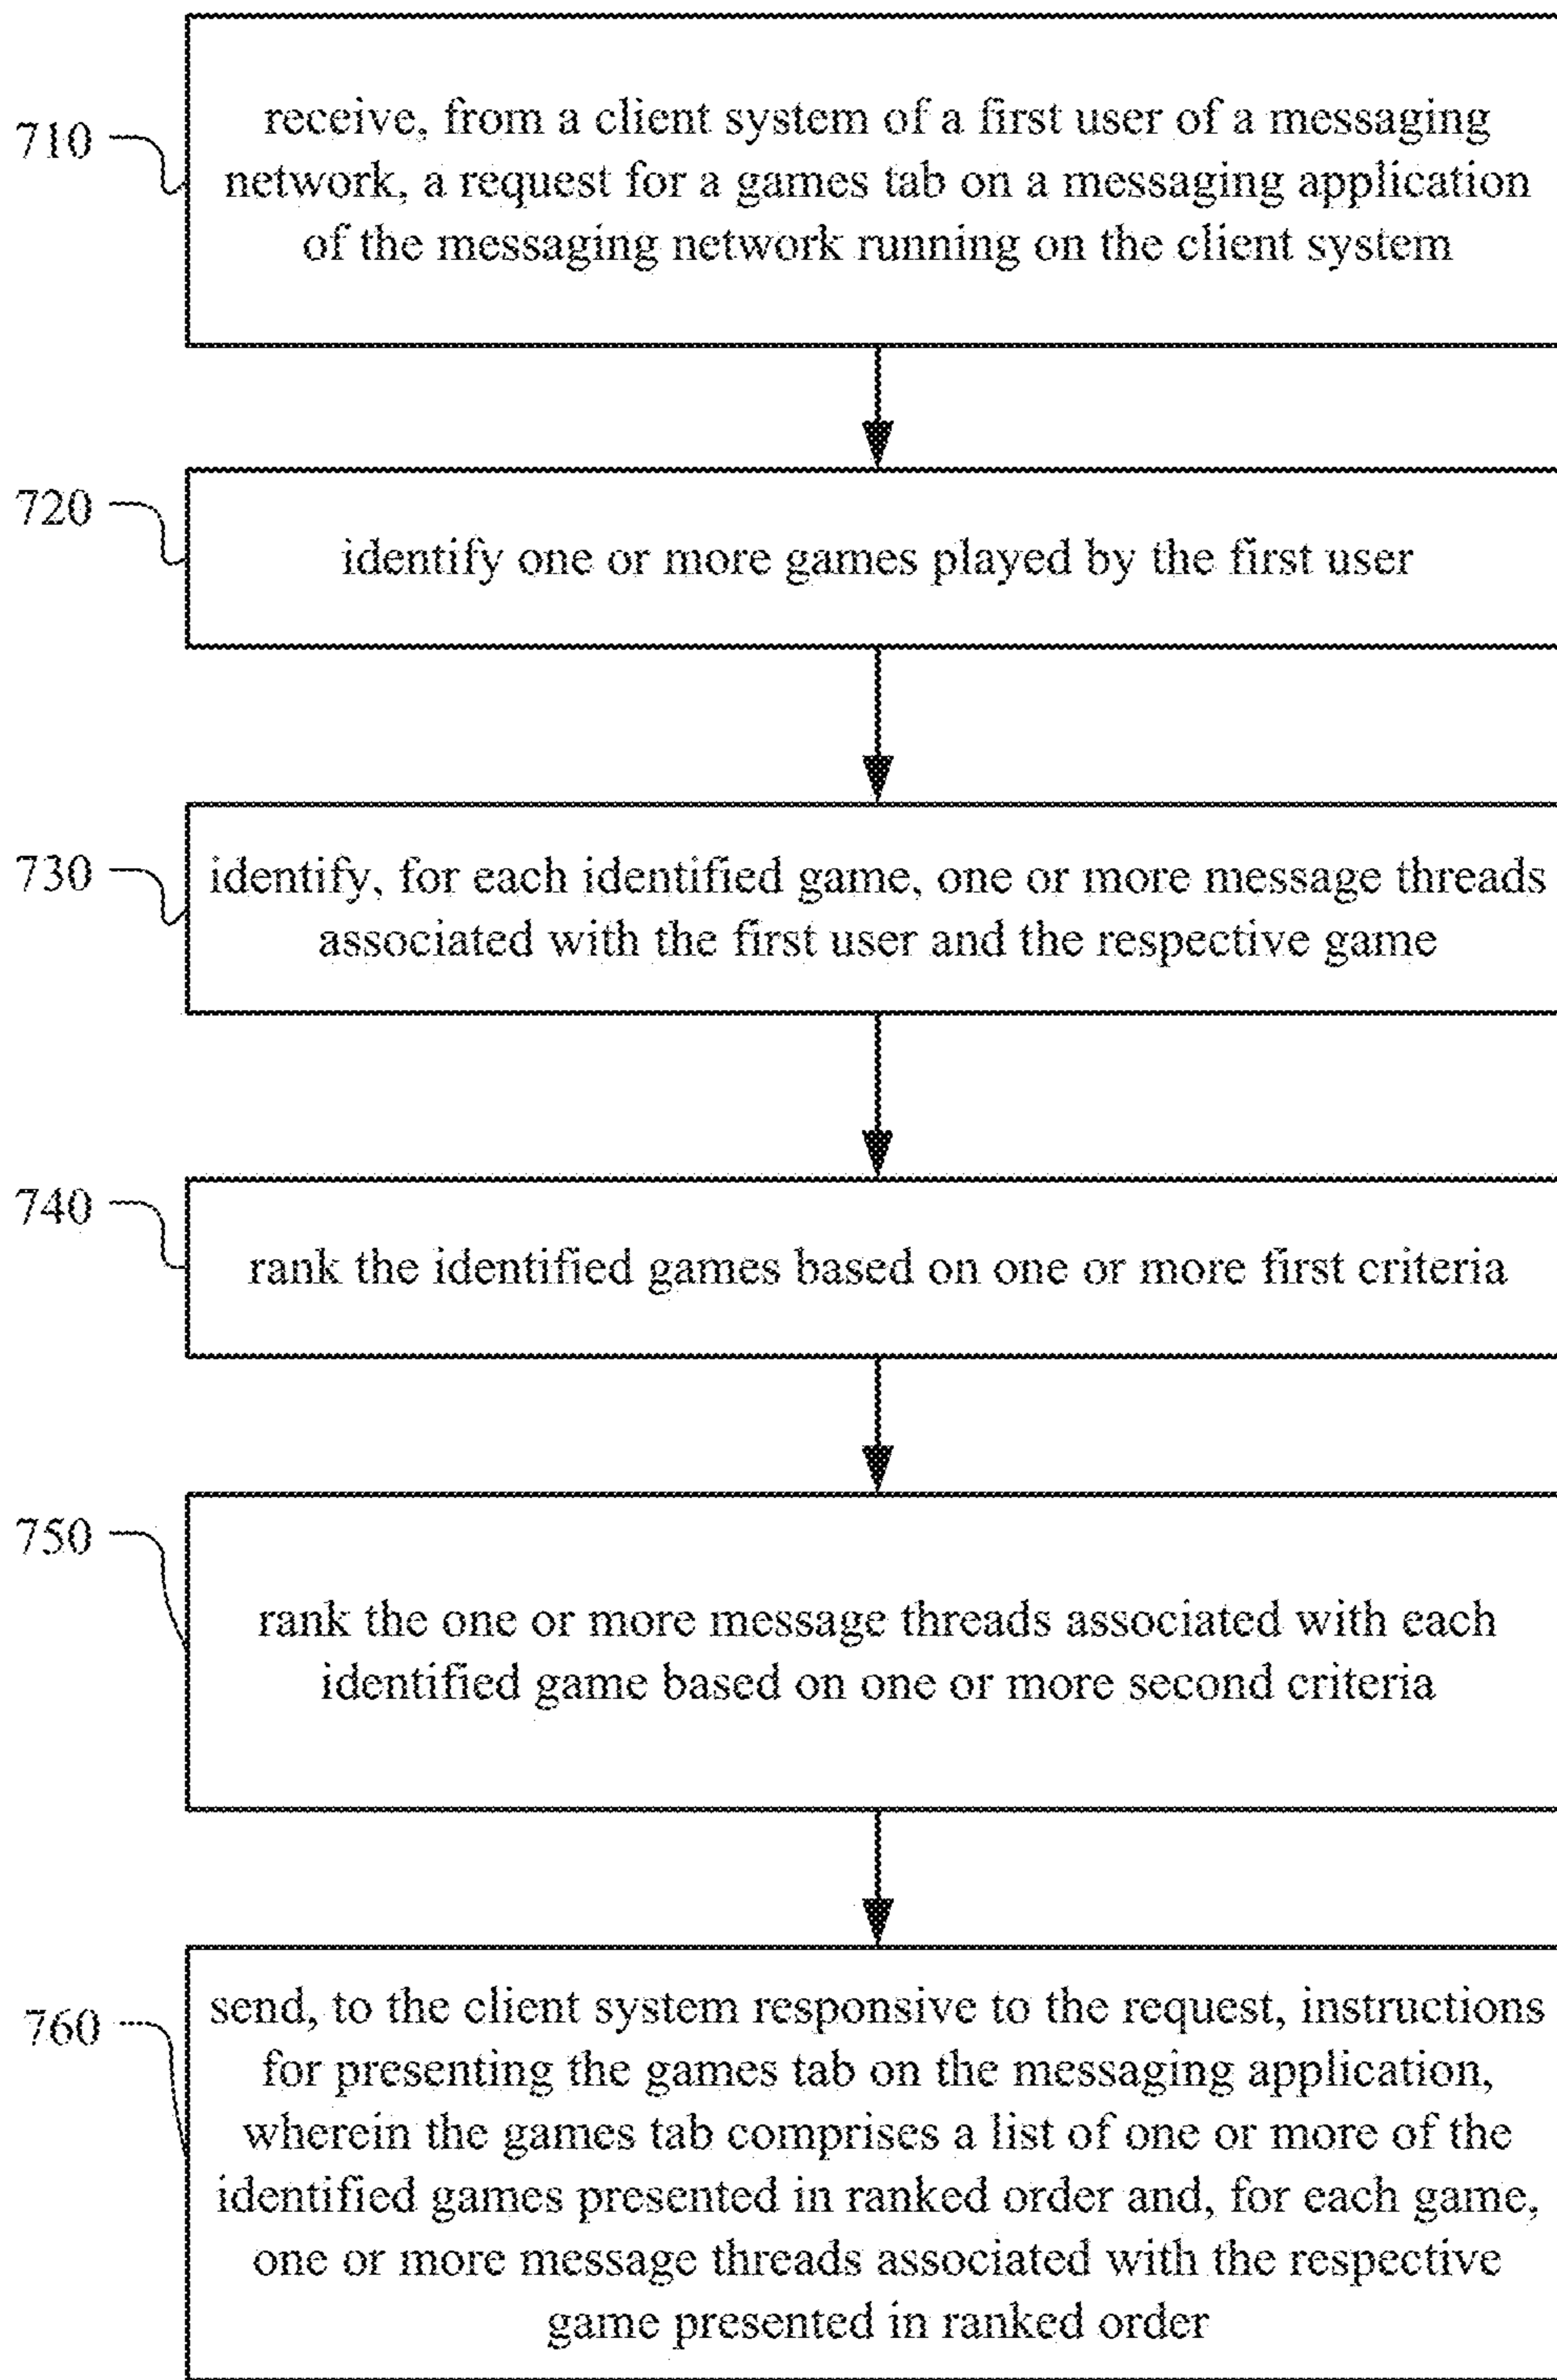 710
receive, from a client system of a first user of a messaging
network, a request for a games tab on a messaging application
of the messaging network running on the client system
720
identify one or more games played by the first user
730
identify, for each identified game, one or more message threads
associated with the first user and the respective game
740
rank the identified games based on one or more first criteria
750
rank the one or more message threads associated with each
identified game based on one or more second criteria
760
send, to the client system responsive to the request, instructions
for presenting the games tab on the messaging application,
wherein the games tab comprises a list of one or more of the
identified games presented in ranked order and, for each game,
one or more message threads associated with the respective
game presented in ranked order